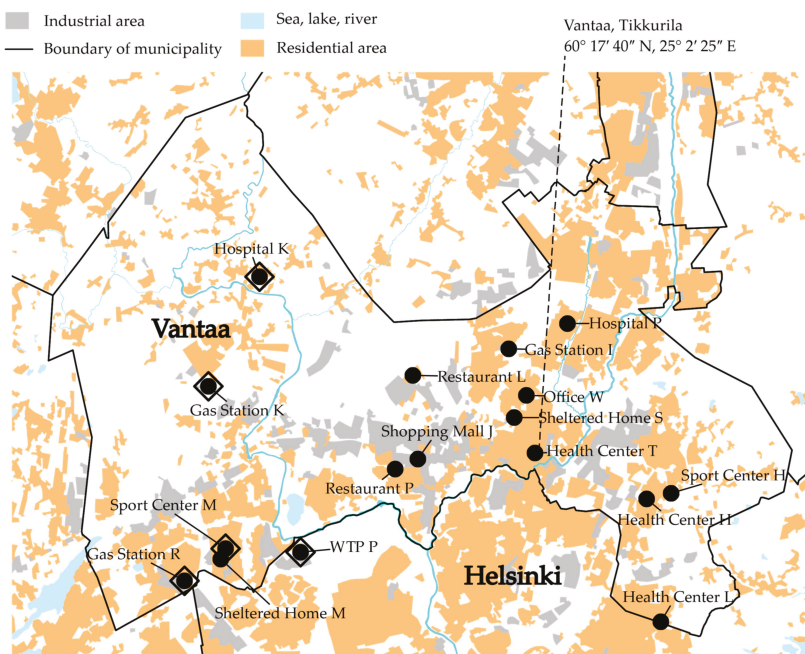 Industrial area
Sea, lake, river
Boundary of municipality
Residential area
Vantaa, Tikkurila
60° 17′ 40″ N, 25° 2′ 25″ E
Hospital K
Vantaa
Hospital P
Gas Station I
Restaurant L
Office W
Gas Station K
Sheltered Home S
Shopping Mall J
Health Center T
Restaurant P
Sport Center H
Sport Center M
Health Center H
WTP P
Gas Station R
Helsinki
Health Center L
Sheltered Home M